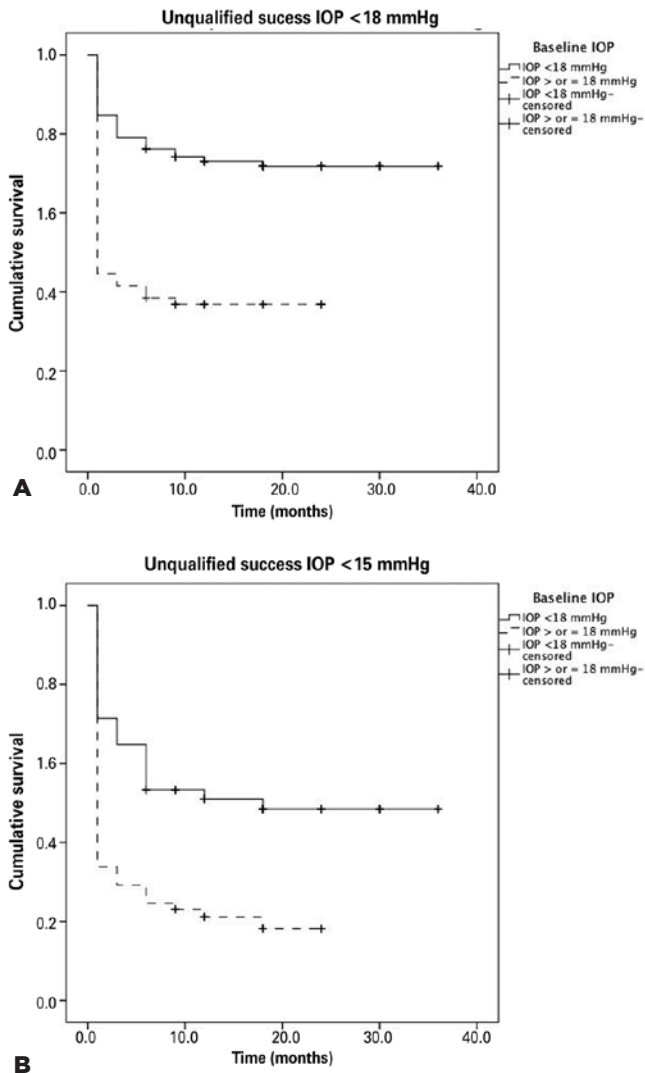 Unqualified sucess IOP <18 mmHg
Baseline IOP
IOP <18 mmHg
IOP > or = 18 mmHg
IOP <18 mmHg-
censored
IOP > or = 18 mmHg-
censored
Cumulative survival
1.0
0.8
1.6
0.4
0.2
0.0
0.0 10.0 20.0 30.0 40.0
Time (months)
A
Unqualified success IOP <15 mmHg
Baseline IOP
IOP <18 mmHg
IOP > or = 18 mmHg
IOP <18 mmHg-
censored
IOP > or = 18 mmHg-
censored
Cumulative survival
1.0
0.8
1.6
0.4
0.2
0.0
0.0 10.0 20.0 30.0 40.0
Time (months)
B